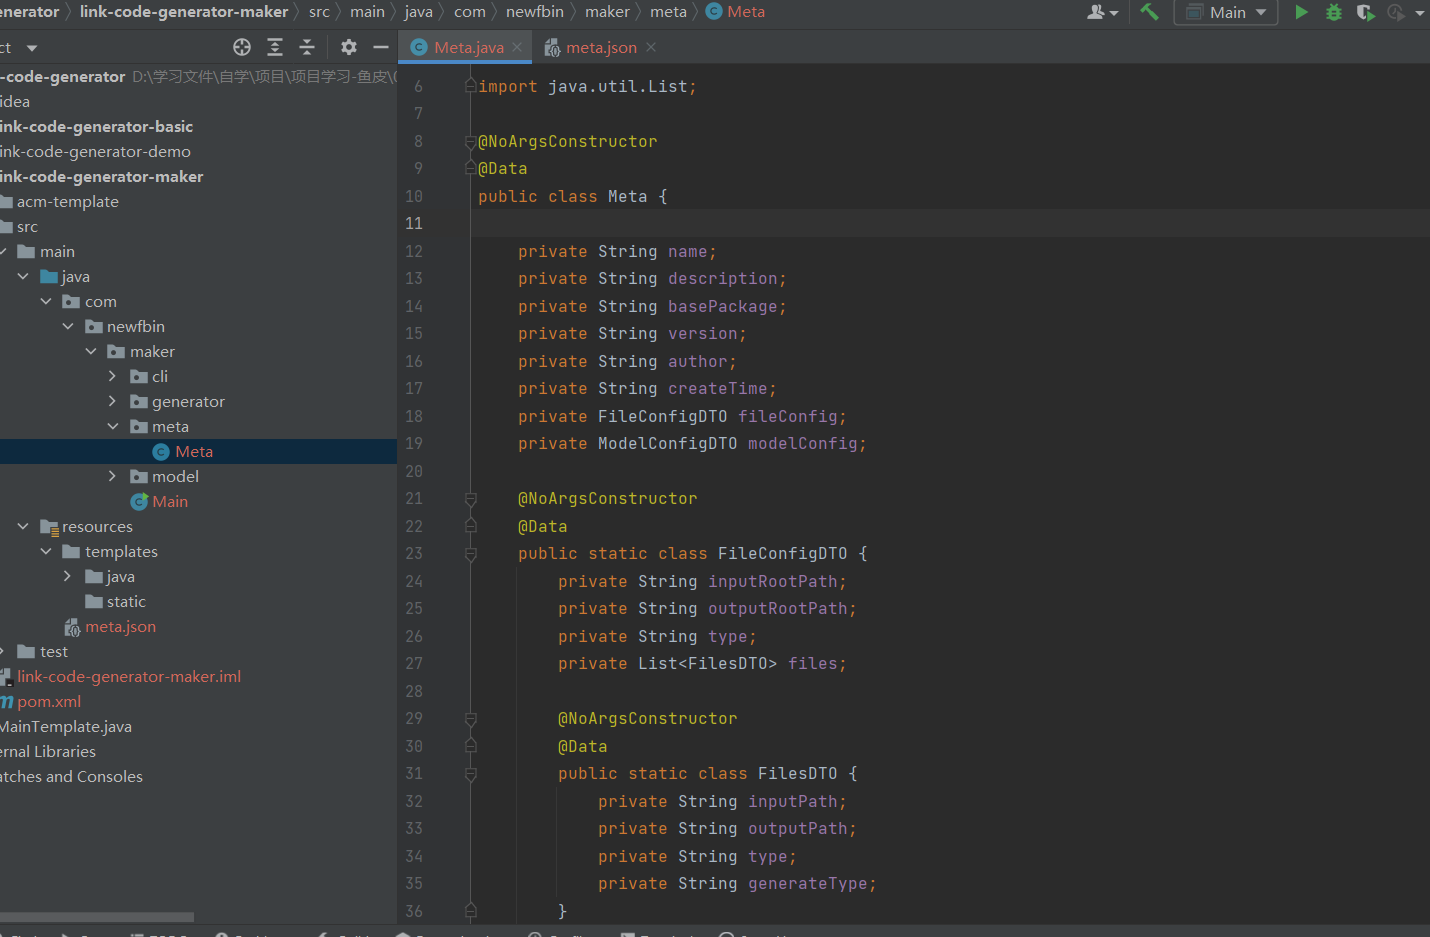 enerator › link-code-generator-maker › src › main › java › com › newfbin › maker › meta › Meta
Main
ct
Meta.java
meta.json
-code-generator D:\学习文件\自学\项目\项目学习-鱼皮\
idea
ink-code-generator-basic
ink-code-generator-demo
ink-code-generator-maker
acm-template
src
main
java
com
newfbin
maker
cli
generator
meta
Meta
model
Main
resources
templates
java
static
meta.json
test
link-code-generator-maker.iml
pom.xml
MainTemplate.java
ernal Libraries
atches and Consoles
6 import java.util.List;
7
8 @NoArgsConstructor
9 @Data
10 public class Meta {
11
12 private String name;
13 private String description;
14 private String basePackage;
15 private String version;
16 private String author;
17 private String createTime;
18 private FileConfigDTO fileConfig;
19 private ModelConfigDTO modelConfig;
20
21 @NoArgsConstructor
22 @Data
23 public static class FileConfigDTO {
24 private String inputRootPath;
25 private String outputRootPath;
26 private String type;
27 private List<FilesDTO> files;
28
29 @NoArgsConstructor
30 @Data
31 public static class FilesDTO {
32 private String inputPath;
33 private String outputPath;
34 private String type;
35 private String generateType;
36 }